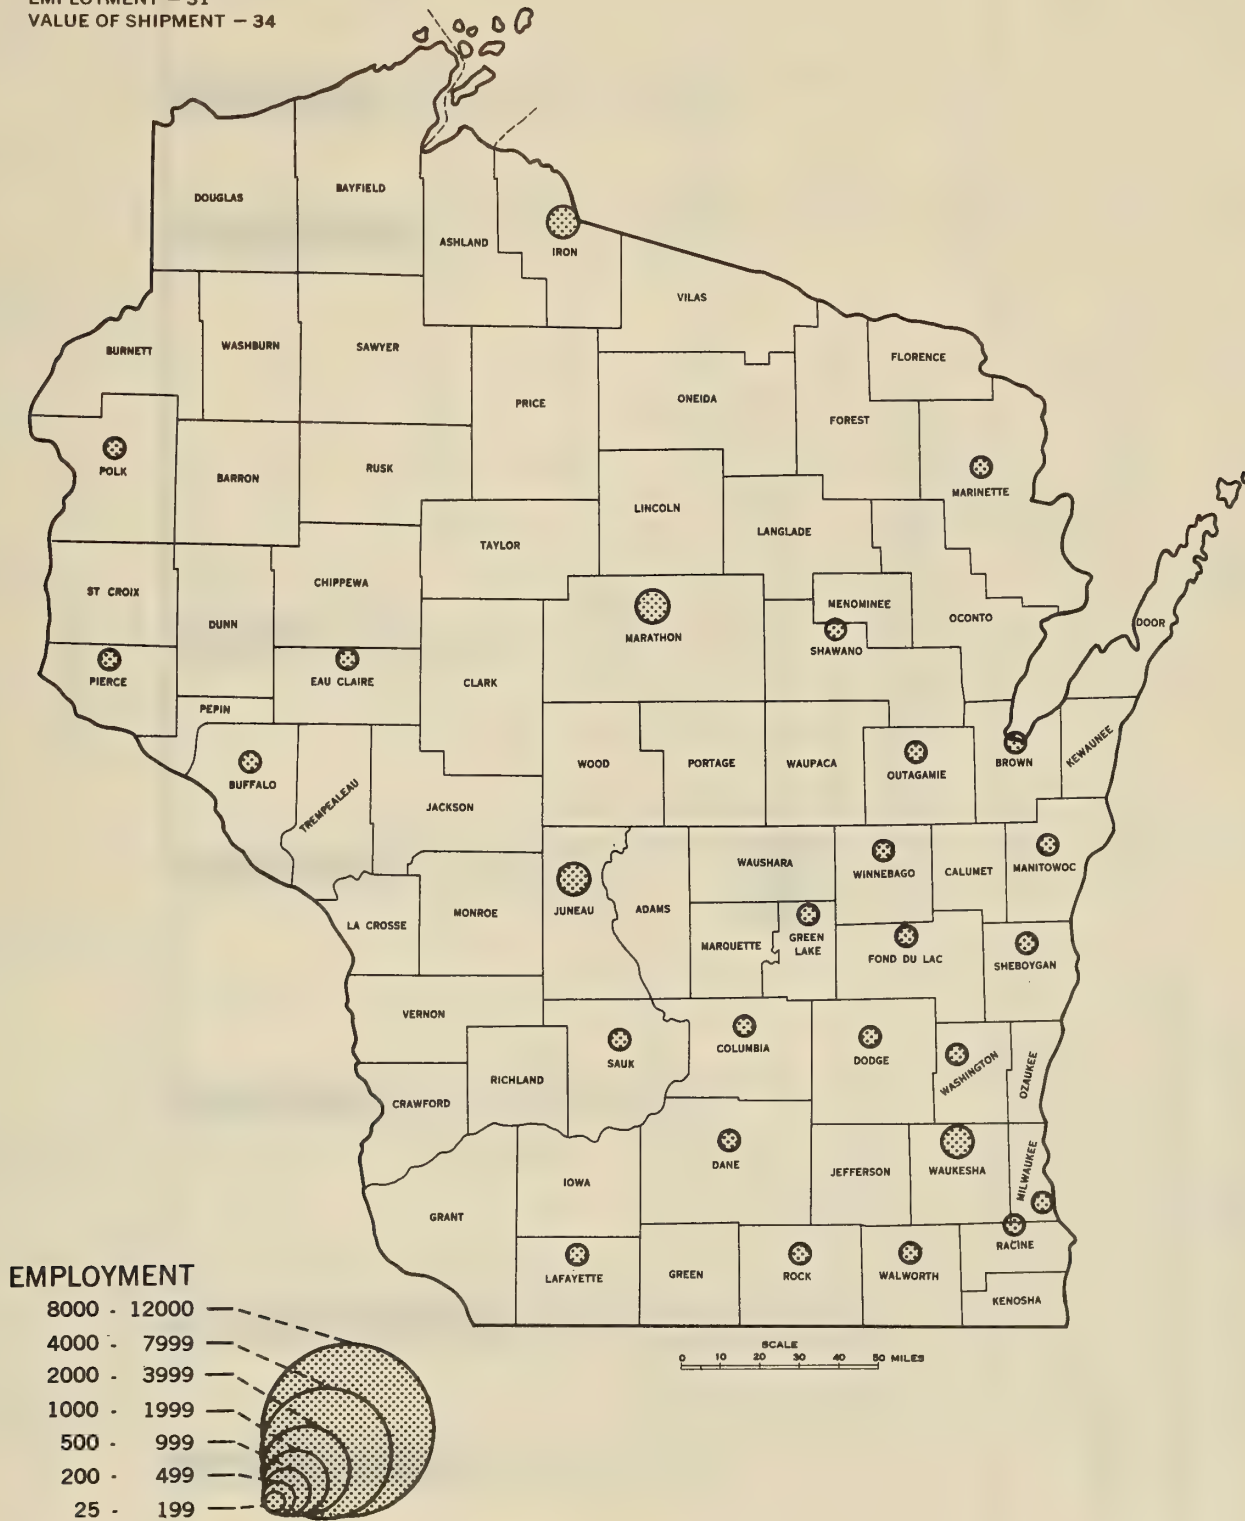 EMPLOYMENT – 31
VALUE OF SHIPMENT – 34
DOUGLAS
BAYFIELD
ASHLAND
IRON
VILAS
BURNETT
WASHBURN
SAWYER
FLORENCE
PRICE
ONEIDA
FOREST
POLK
BARRON
RUSK
MARINETTE
LINCOLN
LANGLADE
TAYLOR
CHIPPEWA
ST CROIX
DUNN
MENOMINEE
OCONTO
DOOR
MARATHON
SHAWANO
PIERCE
EAU CLAIRE
CLARK
PEPIN
BUFFALO
TREMPEALEAU
WOOD
PORTAGE
WAUPACA
OUTAGAMIE
BROWN
KEWAUNEE
JACKSON
WAUSHARA
WINNEBAGO
CALUMET
MANITOWOC
LA CROSSE
MONROE
JUNEAU
ADAMS
MARQUETTE
GREEN
LAKE
FOND DU LAC
SHEBOYGAN
VERNON
RICHLAND
SAUK
COLUMBIA
DODGE
WASHINGTON
OZAUKEE
CRAWFORD
DANE
JEFFERSON
WAUKESHA
MILWAUKEE
IOWA
GRANT
LAFAYETTE
GREEN
ROCK
WALWORTH
RACINE
KENOSHA
EMPLOYMENT
8000 - 12000
4000 - 7999
2000 - 3999
1000 - 1999
500 - 999
200 - 499
25 - 199
SCALE
0 10 20 30 40 50 MILES